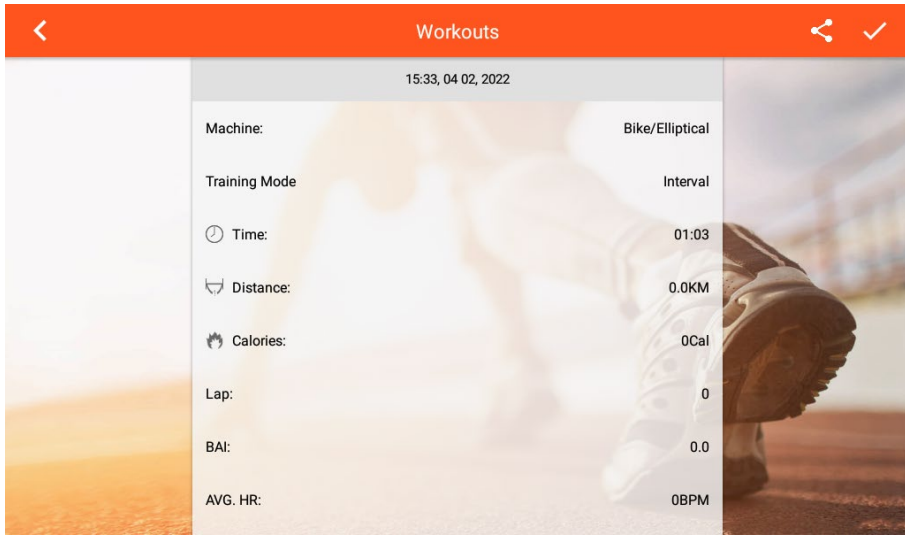 Workouts
15:33, 04 02, 2022
Machine: Bike/Elliptical
Training Mode Interval
Time: 01:03
Distance: 0.0KM
Calories: 0Cal
Lap: 0
BAI: 0.0
AVG. HR: 0BPM